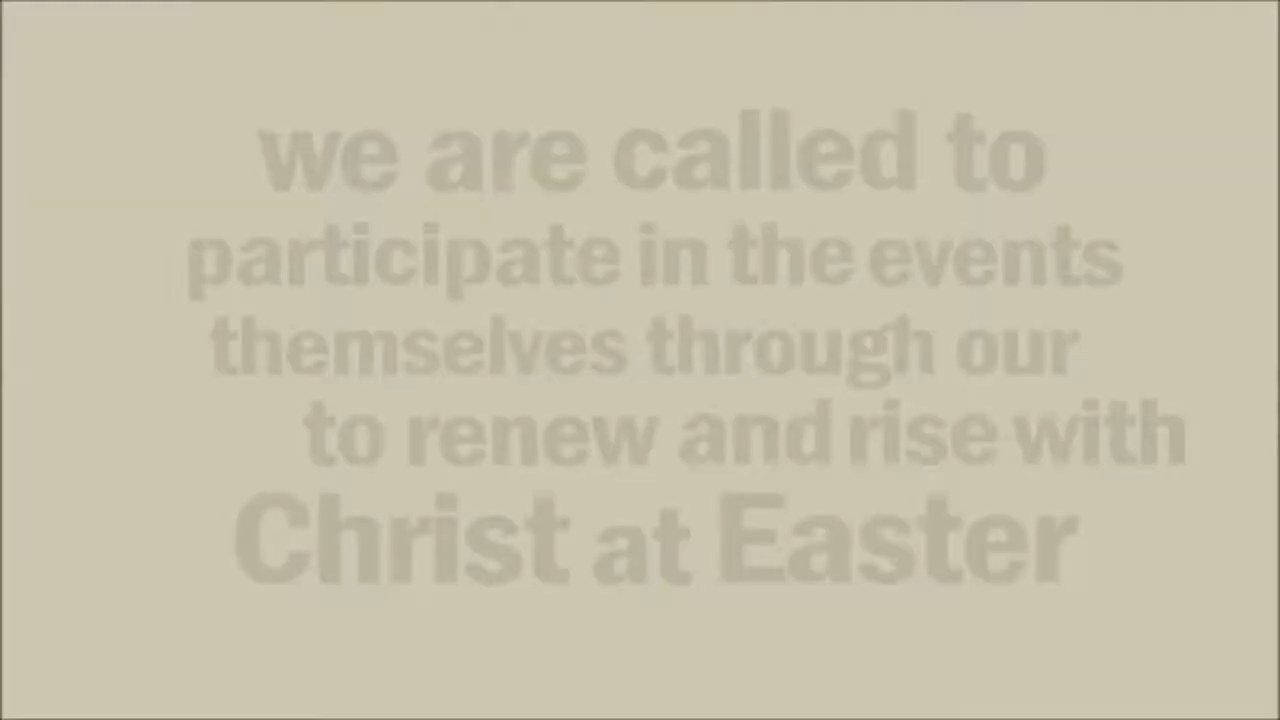 we are called to
participate in the events
themselves through our
to renew and rise with
Christ at Easter